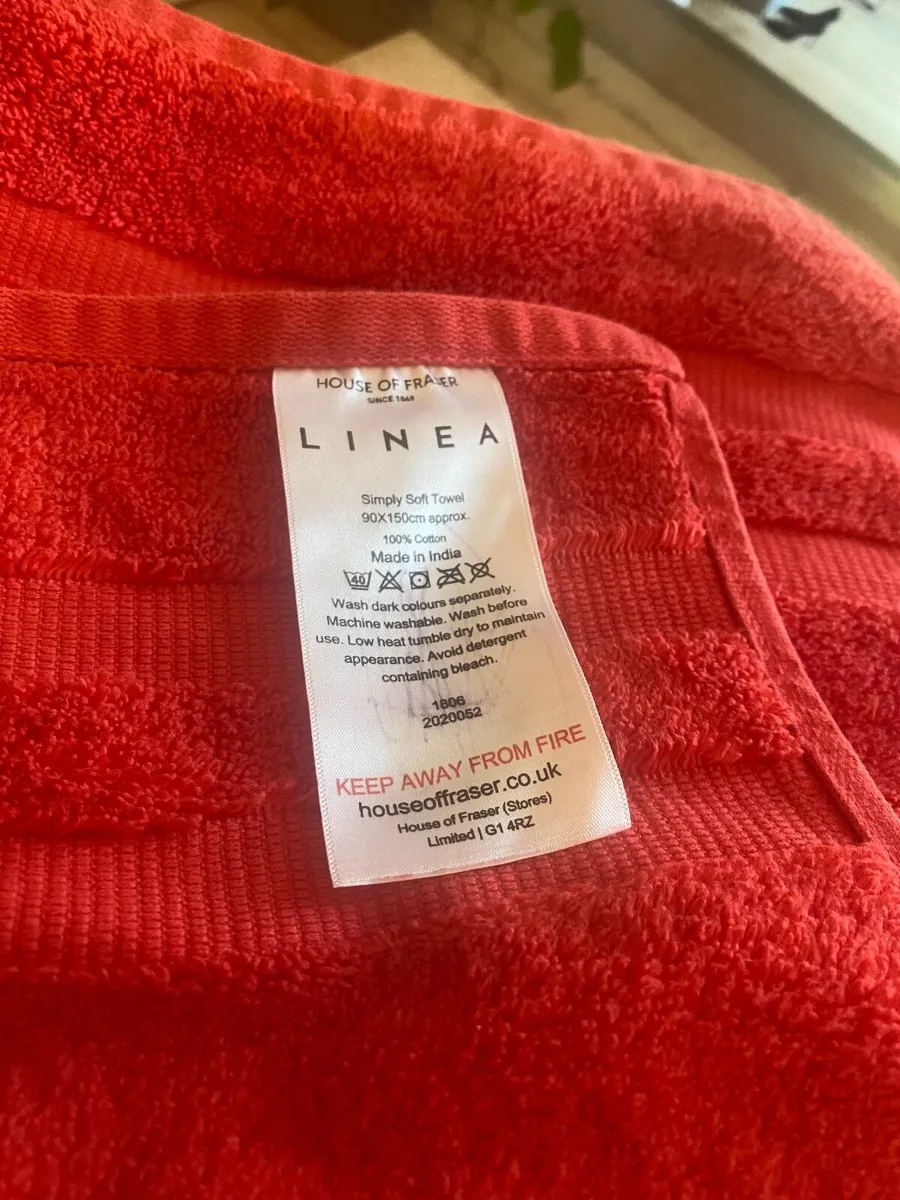 HOUSE OF FRASER
SINCE 1849
L I N E A
Simply Soft Towel
90X150cm approx.
100% Cotton
Made in India
40
Wash dark colours separately.
Machine washable. Wash before
use. Low heat tumble dry to maintain
appearance. Avoid detergent
containing bleach.
1806
2020052
KEEP AWAY FROM FIRE
houseoffraser.co.uk
House of Fraser (Stores)
Limited | G1 4RZ